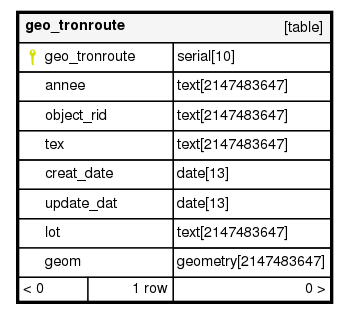 geo_tronroute [table]
geo_tronroute serial[10]
annee text[2147483647]
object_rid text[2147483647]
tex text[2147483647]
creat_date date[13]
update_dat date[13]
lot text[2147483647]
geom geometry[2147483647]
< 0 1 row 0 >